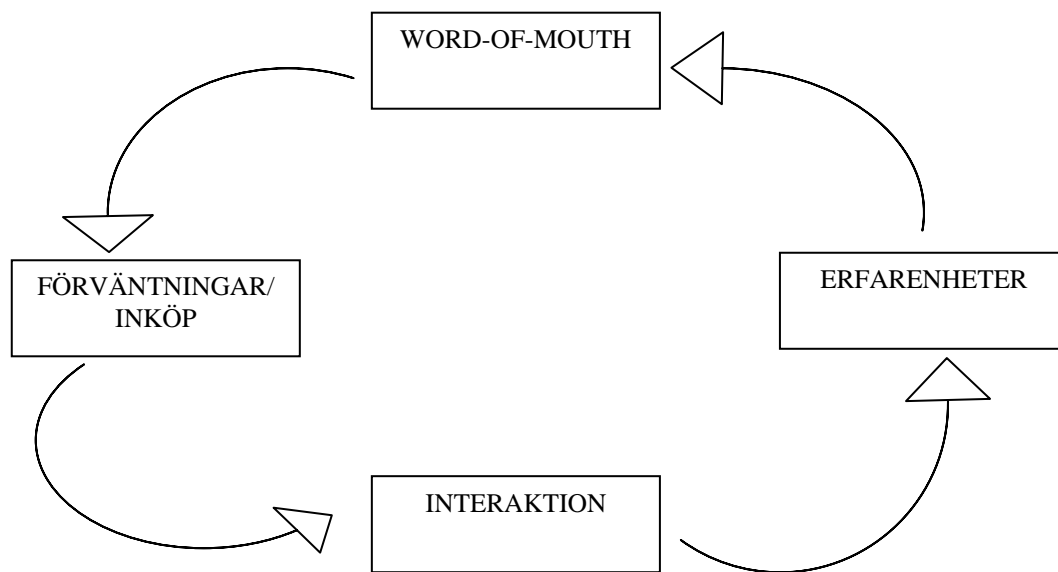 WORD-OF-MOUTH
FÖRVÄNTNINGAR/
INKÖP
ERFARENHETER
INTERAKTION